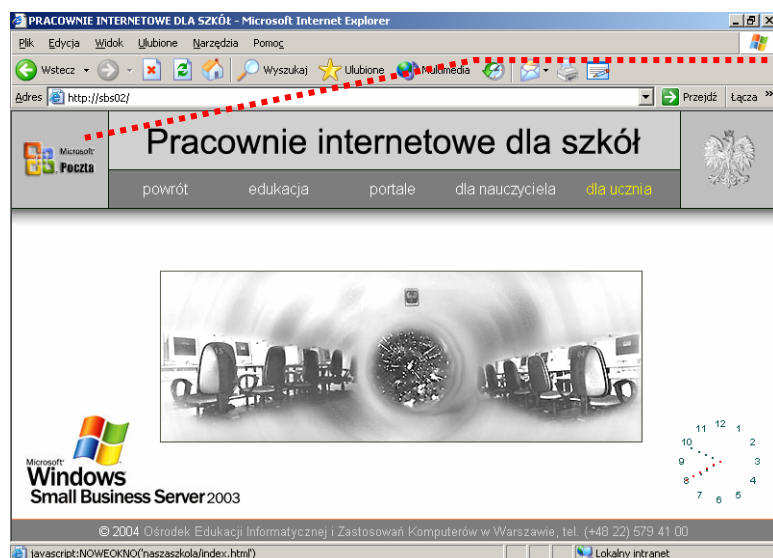 PRACOWNIE INTERNETOWE DLA SZKÓŁ - Microsoft Internet Explorer
Plik Edycja Widok Ulubione Narzędzia Pomoc
Wstecz Wyszukaj Ulubione Multimedia
Adres http://sbs02/ Przejdź Łącza »
Microsoft
Poczta
Pracownie internetowe dla szkół
powrót edukacja portale dla nauczyciela dla ucznia
12
11 1
10 2
9 3
8 4
7 5
6
Microsoft
Windows
Small Business Server 2003
© 2004 Ośrodek Edukacji Informatycznej i Zastosowań Komputerów w Warszawie, tel. (+48 22) 579 41 00
javascript:NOWEOKNO('naszaszkola/index.html') Lokalny intranet